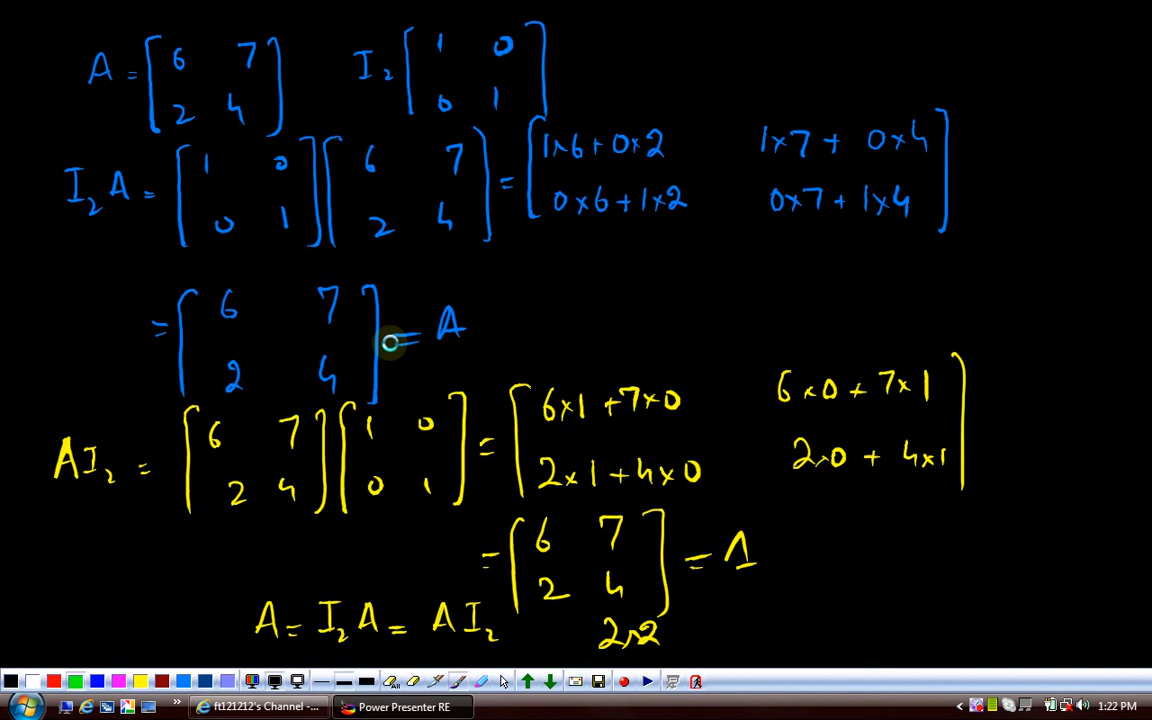 A = [ 6 7 I₂ [ 1 0
2 4 ] 0 1 ]
I₂A = [ 1 0 ] [ 6 7 ] = [ 1×6+0×2 1×7+ 0×4
0 1 2 4 0×6+1×2 0×7+1×4 ]
= [ 6 7
2 4 ] = A
AI₂ = [ 6 7 ] [ 1 0 ] = [ 6×1 +7×0 6×0+7×1
2 4 0 1 2×1+4×0 2×0 + 4×1 ]
= [ 6 7
2 4 ] = A
2×2
A = I₂A = AI₂
ft121212's Channel -... Power Presenter RE 1:22 PM